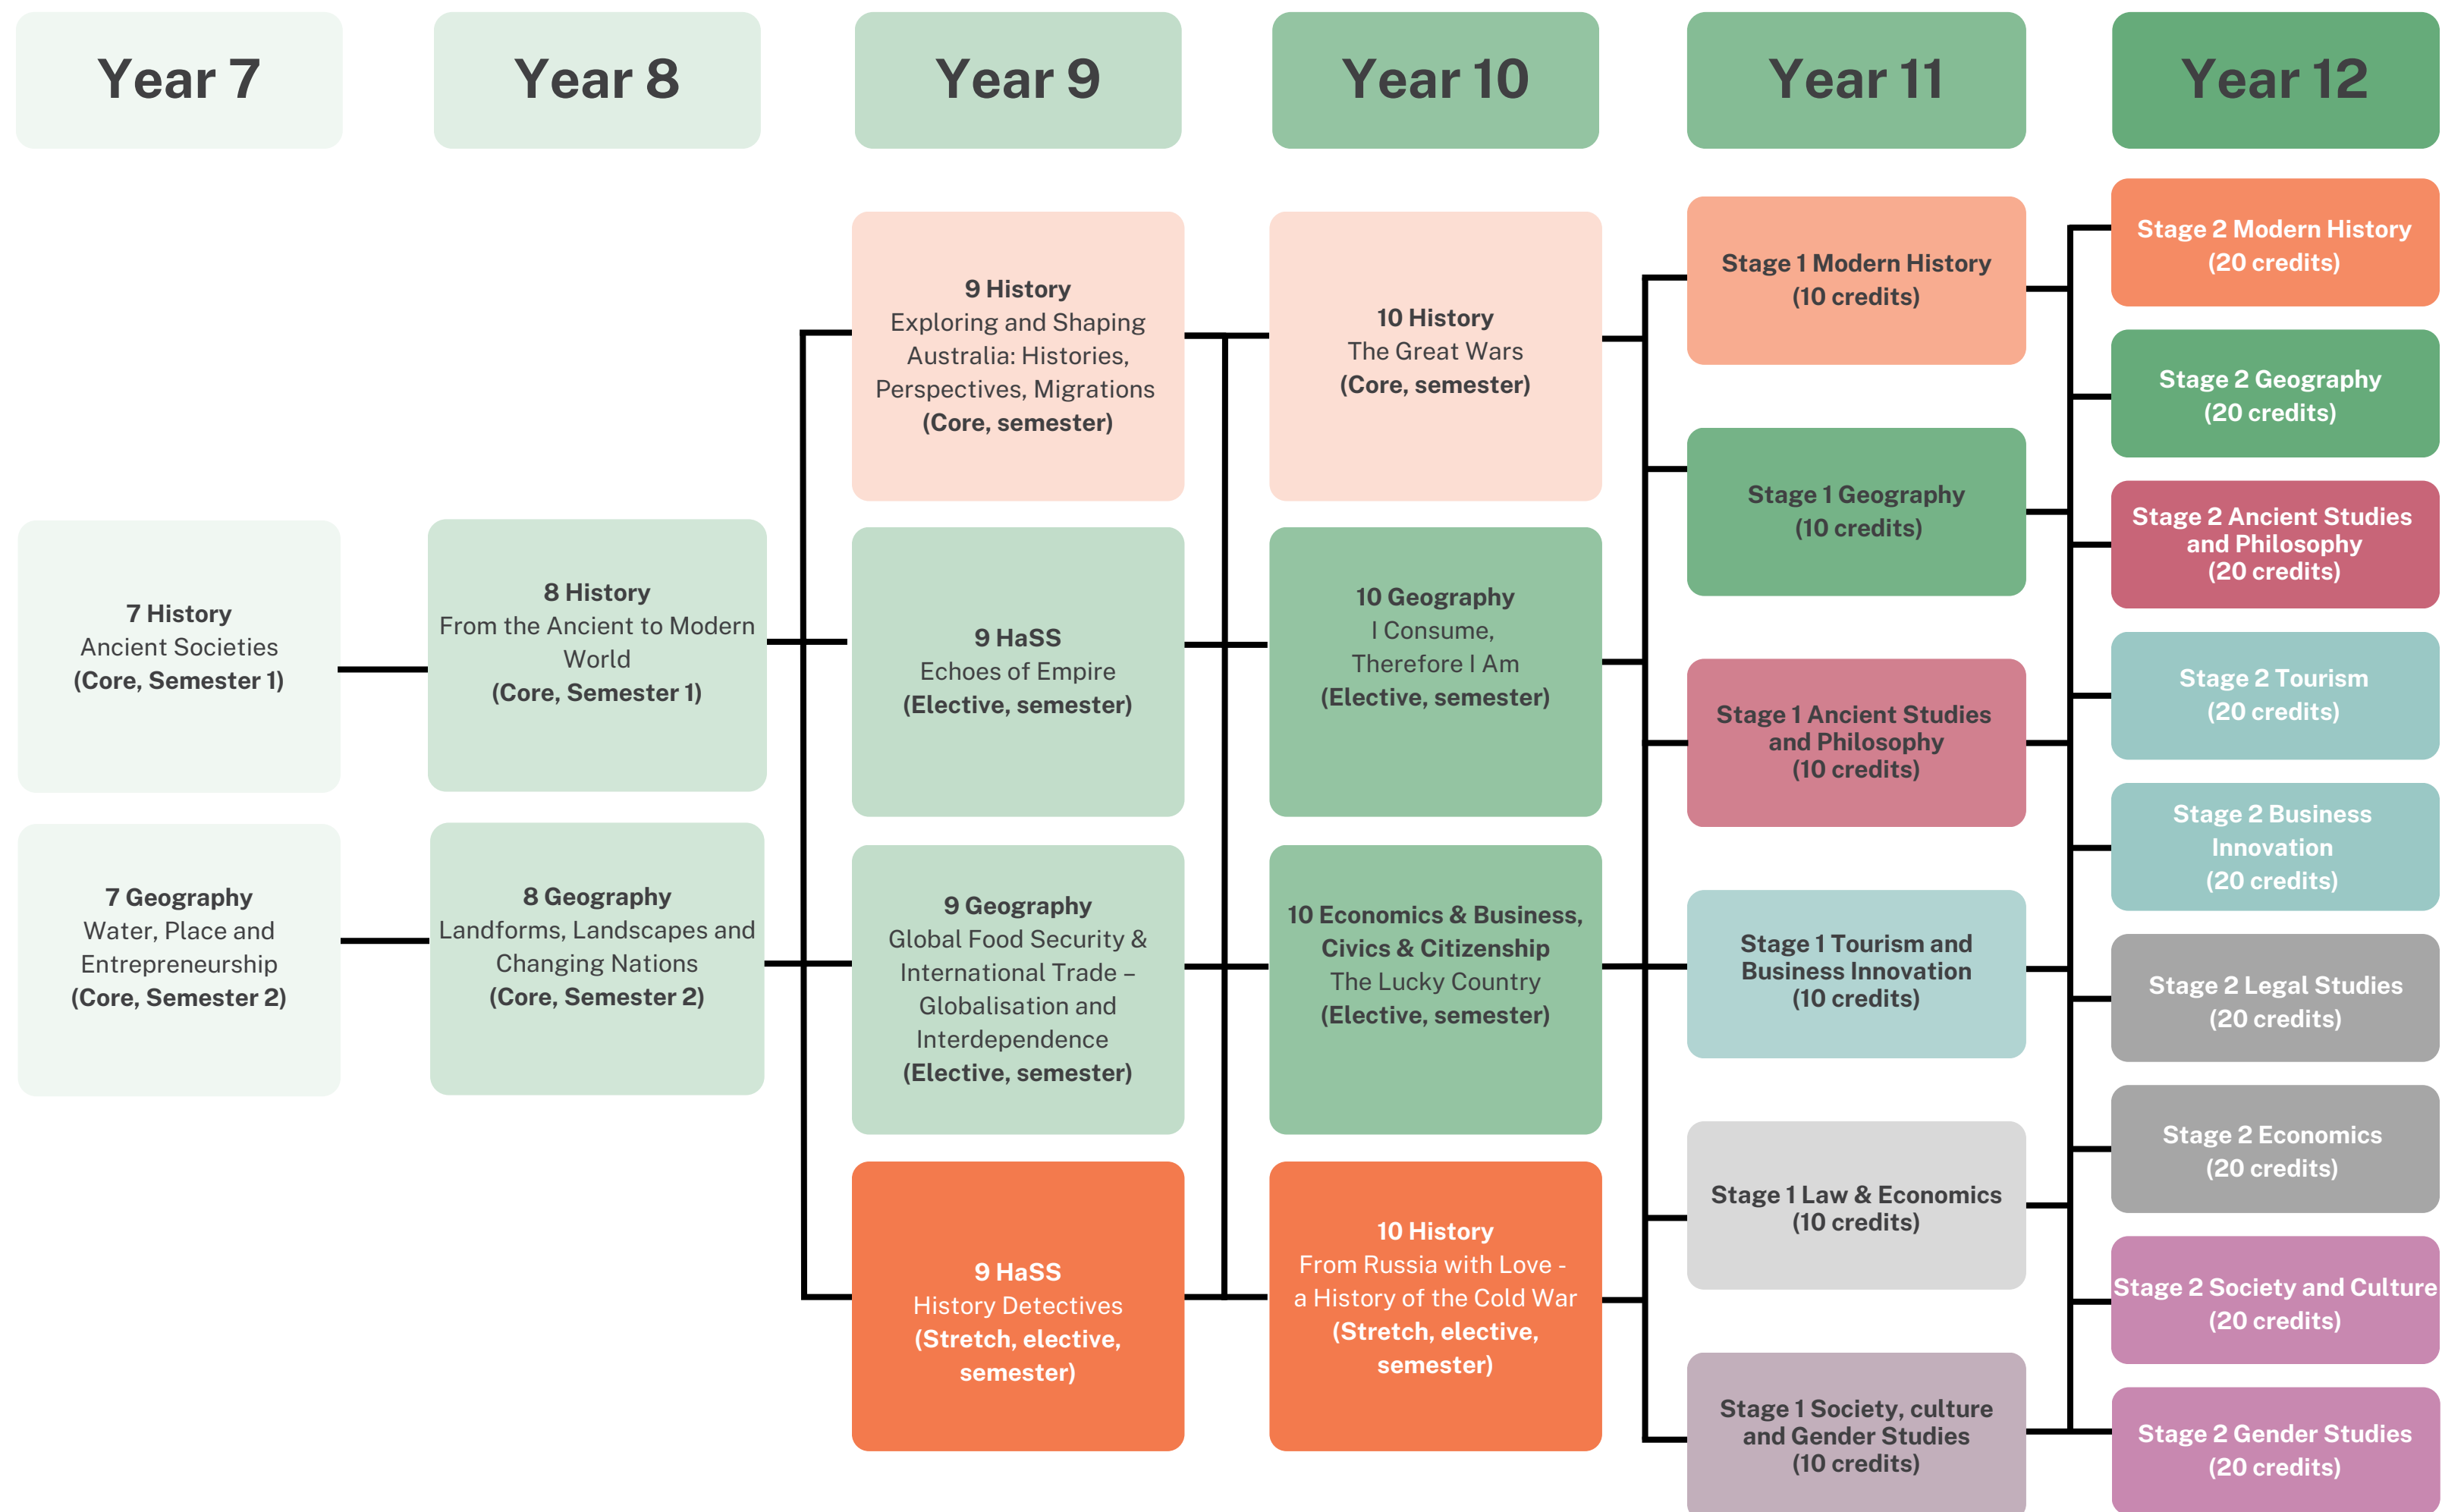 Year 7
Year 8
Year 9
Year 10
Year 11
Year 12
7 History
Ancient Societies
(Core, Semester 1)
7 Geography
Water, Place and
Entrepreneurship
(Core, Semester 2)
8 History
From the Ancient to Modern
World
(Core, Semester 1)
8 Geography
Landforms, Landscapes and
Changing Nations
(Core, Semester 2)
9 History
Exploring and Shaping
Australia: Histories,
Perspectives, Migrations
(Core, semester)
9 HaSS
Echoes of Empire
(Elective, semester)
9 Geography
Global Food Security &
International Trade –
Globalisation and
Interdependence
(Elective, semester)
9 HaSS
History Detectives
(Stretch, elective,
semester)
10 History
The Great Wars
(Core, semester)
10 Geography
I Consume,
Therefore I Am
(Elective, semester)
10 Economics & Business,
Civics & Citizenship
The Lucky Country
(Elective, semester)
10 History
From Russia with Love -
a History of the Cold War
(Stretch, elective,
semester)
Stage 1 Modern History
(10 credits)
Stage 1 Geography
(10 credits)
Stage 1 Ancient Studies
and Philosophy
(10 credits)
Stage 1 Tourism and
Business Innovation
(10 credits)
Stage 1 Law & Economics
(10 credits)
Stage 1 Society, culture
and Gender Studies
(10 credits)
Stage 2 Modern History
(20 credits)
Stage 2 Geography
(20 credits)
Stage 2 Ancient Studies
and Philosophy
(20 credits)
Stage 2 Tourism
(20 credits)
Stage 2 Business
Innovation
(20 credits)
Stage 2 Legal Studies
(20 credits)
Stage 2 Economics
(20 credits)
Stage 2 Society and Culture
(20 credits)
Stage 2 Gender Studies
(20 credits)